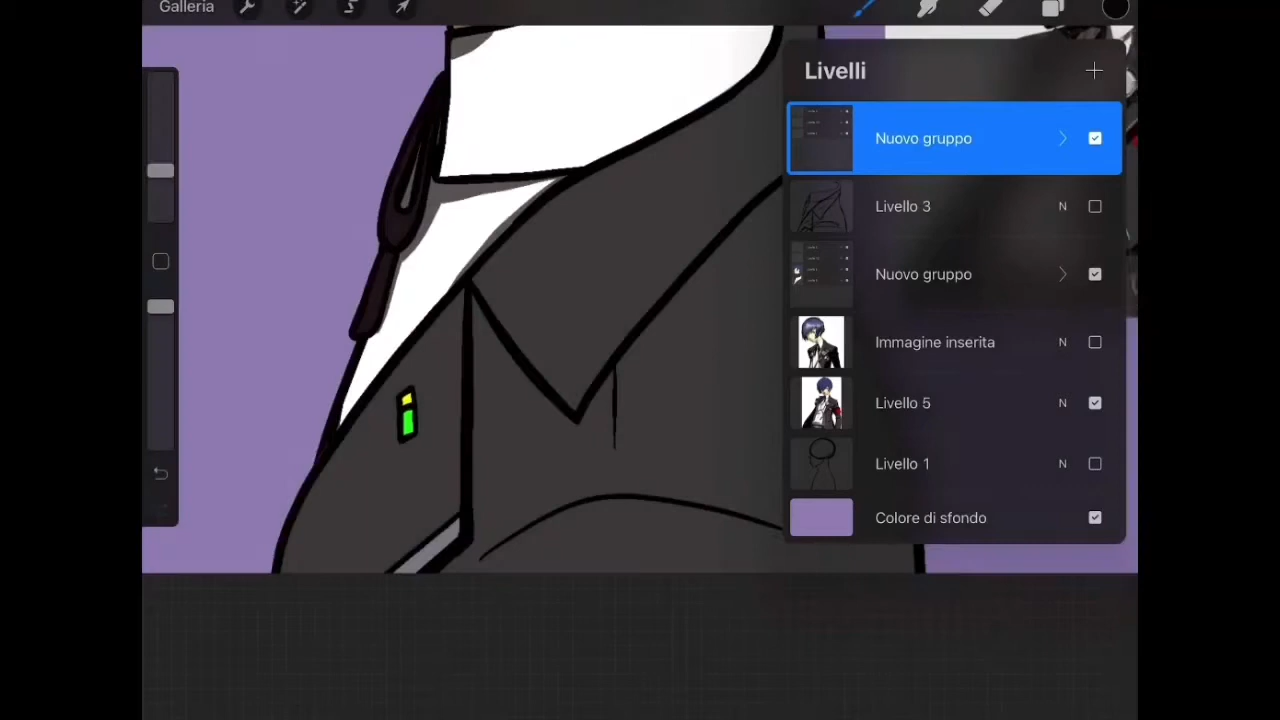 Galleria
Livelli
Nuovo gruppo
Livello 3 N
Nuovo gruppo
Immagine inserita N
Livello 5 N
Livello 1 N
Colore di sfondo